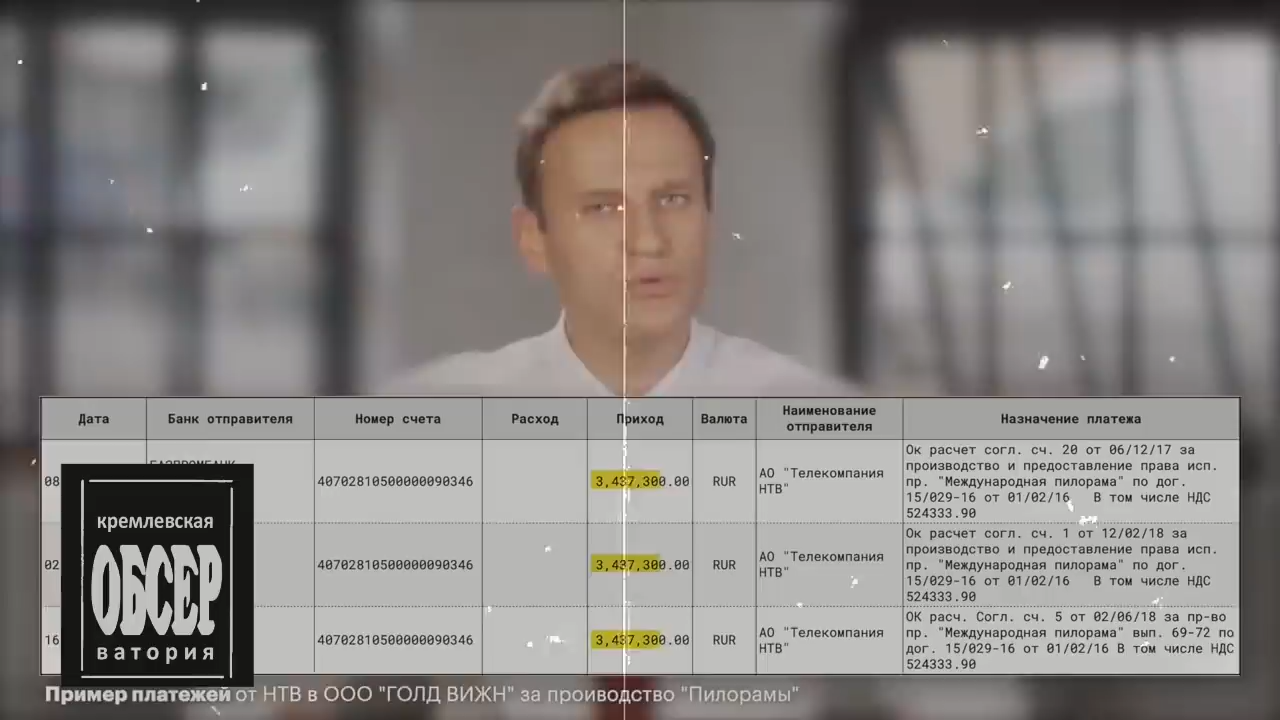 Дата Банк отправителя Номер счета Расход Приход Валюта Наименование отправителя Назначение платежа
08
40702810500000090346 3,437,300.00 RUR
АО "Телекомпания
НТВ"
Ок расчет согл. сч. 20 от 06/12/17 за
производство и предоставление права исп.
пр. "Международная пилорама" по дог.
15/029-16 от 01/02/16 В том числе НДС
524333.90
02
40702810500000090346 3,437,300.00 RUR
АО "Телекомпания
НТВ"
Ок расчет согл. сч. 1 от 12/02/18 за
производство и предоставление права исп.
пр. "Международная пилорама" по дог.
15/029-16 от 01/02/16 В том числе НДС
524333.90
16
40702810500000090346 3,437,300.00 RUR
АО "Телекомпания
НТВ"
ОК расч. Согл. сч. 5 от 02/06/18 за пр-во
пр. "Международная пилорама" вып. 69-72 по
дог. 15/029-16 от 01/02/16 В том числе НДС
524333.90
кремлевская
ОБСЕР
ватория
Пример платежей от НТВ в ООО "ГОЛД ВИЖН" за проиводство "Пилорамы"